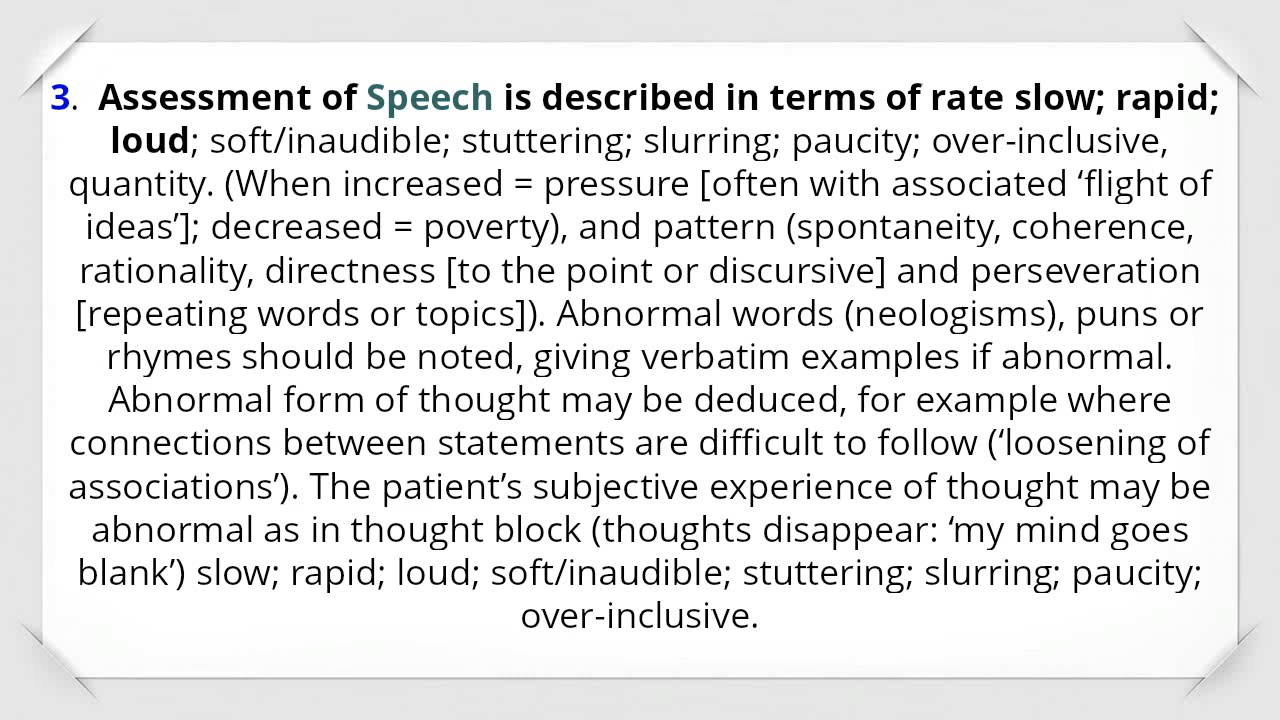 3.  Assessment of Speech is described in terms of rate slow; rapid;
loud; soft/inaudible; stuttering; slurring; paucity; over-inclusive,
quantity. (When increased = pressure [often with associated ‘flight of
ideas’]; decreased = poverty), and pattern (spontaneity, coherence,
rationality, directness [to the point or discursive] and perseveration
[repeating words or topics]). Abnormal words (neologisms), puns or
rhymes should be noted, giving verbatim examples if abnormal.
Abnormal form of thought may be deduced, for example where
connections between statements are difficult to follow (‘loosening of
associations’). The patient’s subjective experience of thought may be
abnormal as in thought block (thoughts disappear: ‘my mind goes
blank’) slow; rapid; loud; soft/inaudible; stuttering; slurring; paucity;
over-inclusive.